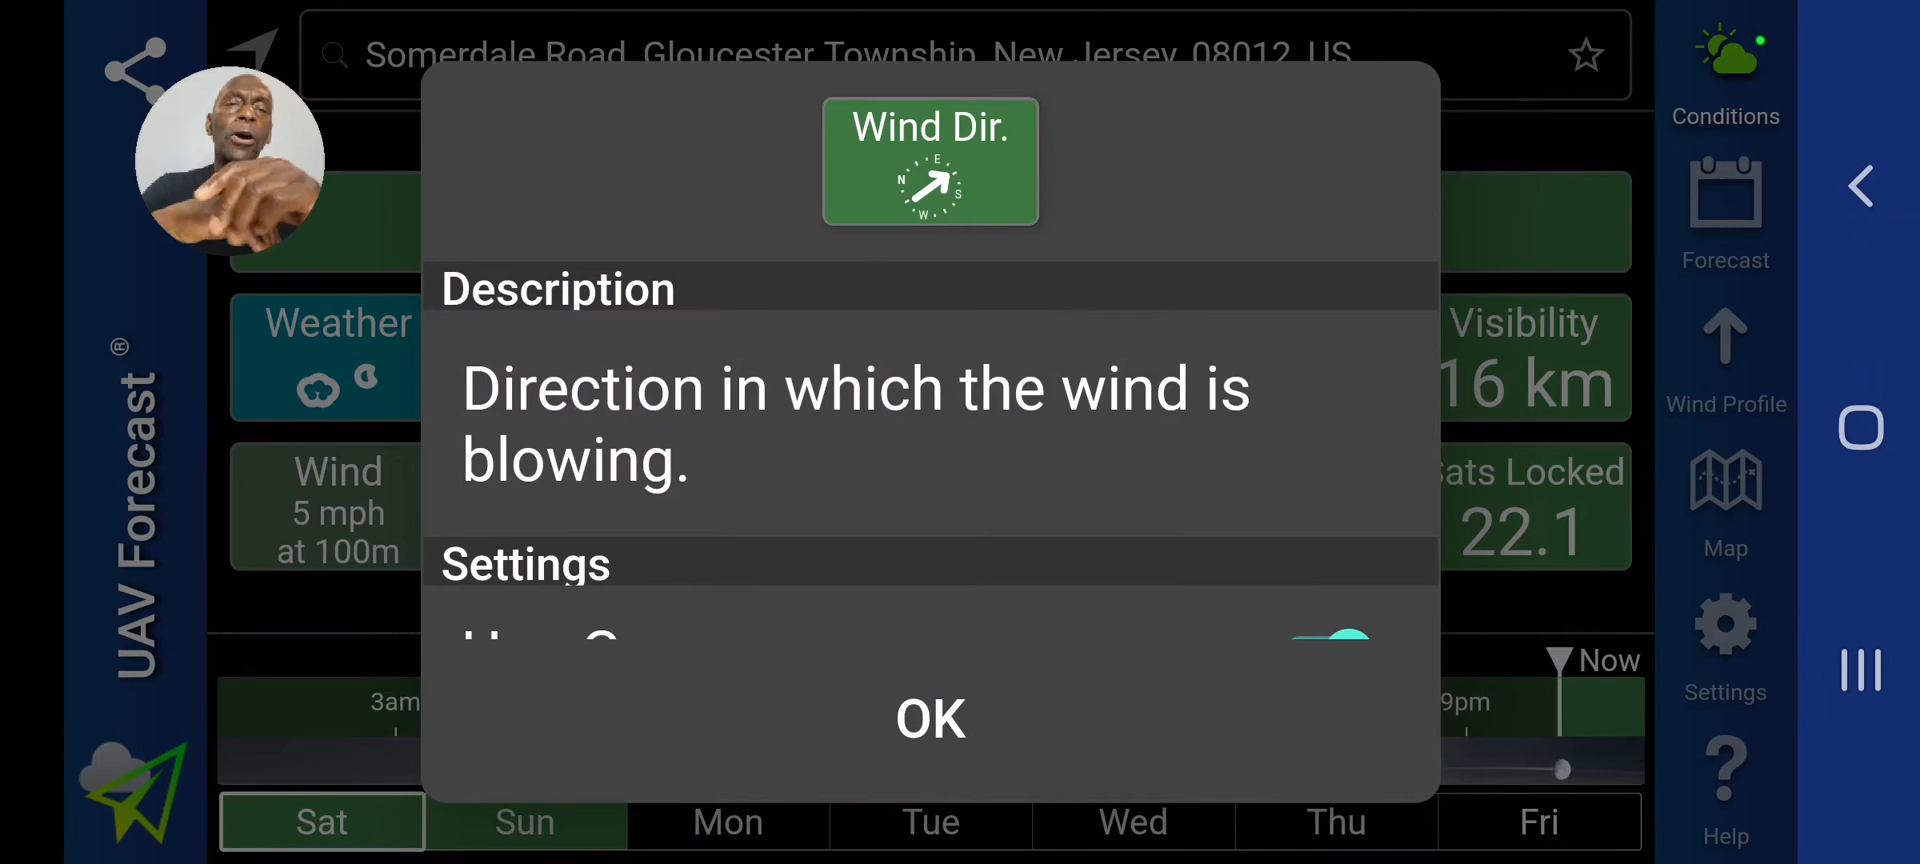 Somerdale Road, Gloucester Township, New Jersey, 08012, US
Wind Dir.
E
N
S
W
Description
Direction in which the wind is
blowing.
Settings
OK
UAV Forecast®
Weather
Wind
5 mph
at 100m
Visibility
16 km
Sats Locked
22.1
Now
3am
9pm
Sat
Sun
Mon
Tue
Wed
Thu
Fri
Conditions
Forecast
Wind Profile
Map
Settings
Help